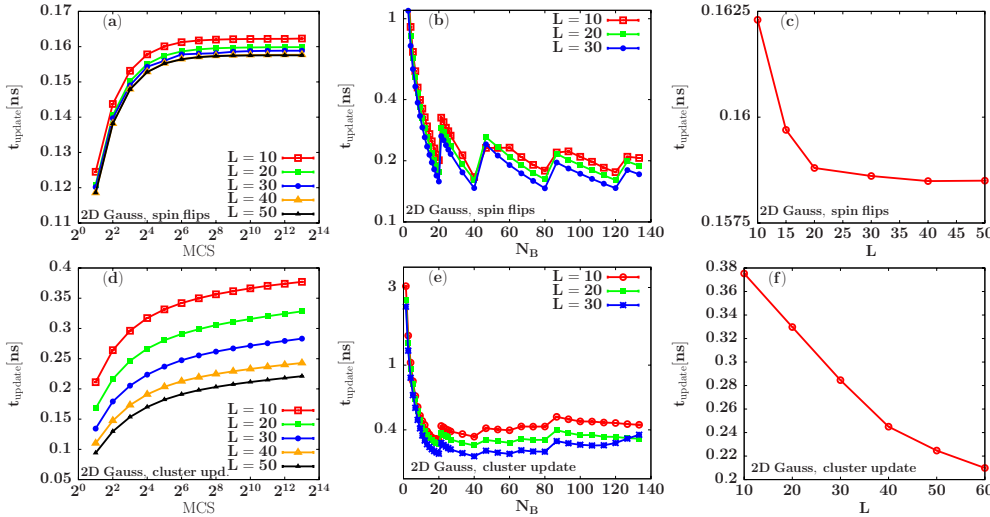 (a)
t_update[ns]
0.17
0.16
0.15
0.14
0.13
0.12
0.11
L = 10
L = 20
L = 30
L = 40
L = 50
2D Gauss, spin flips
2^0 2^2 2^4 2^6 2^8 2^10 2^12 2^14
MCS
(b)
t_update[ns]
1
0.4
0.2
0.1
L = 10
L = 20
L = 30
2D Gauss, spin flips
0 20 40 60 80 100 120 140
N_B
(c)
t_update[ns]
0.1625
0.16
0.1575
2D Gauss, spin flips
10 15 20 25 30 35 40 45 50
L
(d)
t_update[ns]
0.4
0.35
0.3
0.25
0.2
0.15
0.1
0.05
L = 10
L = 20
L = 30
L = 40
L = 50
2D Gauss, cluster upd.
2^0 2^2 2^4 2^6 2^8 2^10 2^12 2^14
MCS
(e)
t_update[ns]
3
1
0.4
L = 10
L = 20
L = 30
2D Gauss, cluster update
0 20 40 60 80 100 120 140
N_B
(f)
t_update[ns]
0.38
0.36
0.34
0.32
0.3
0.28
0.26
0.24
0.22
0.2
2D Gauss, cluster update
10 20 30 40 50 60
L